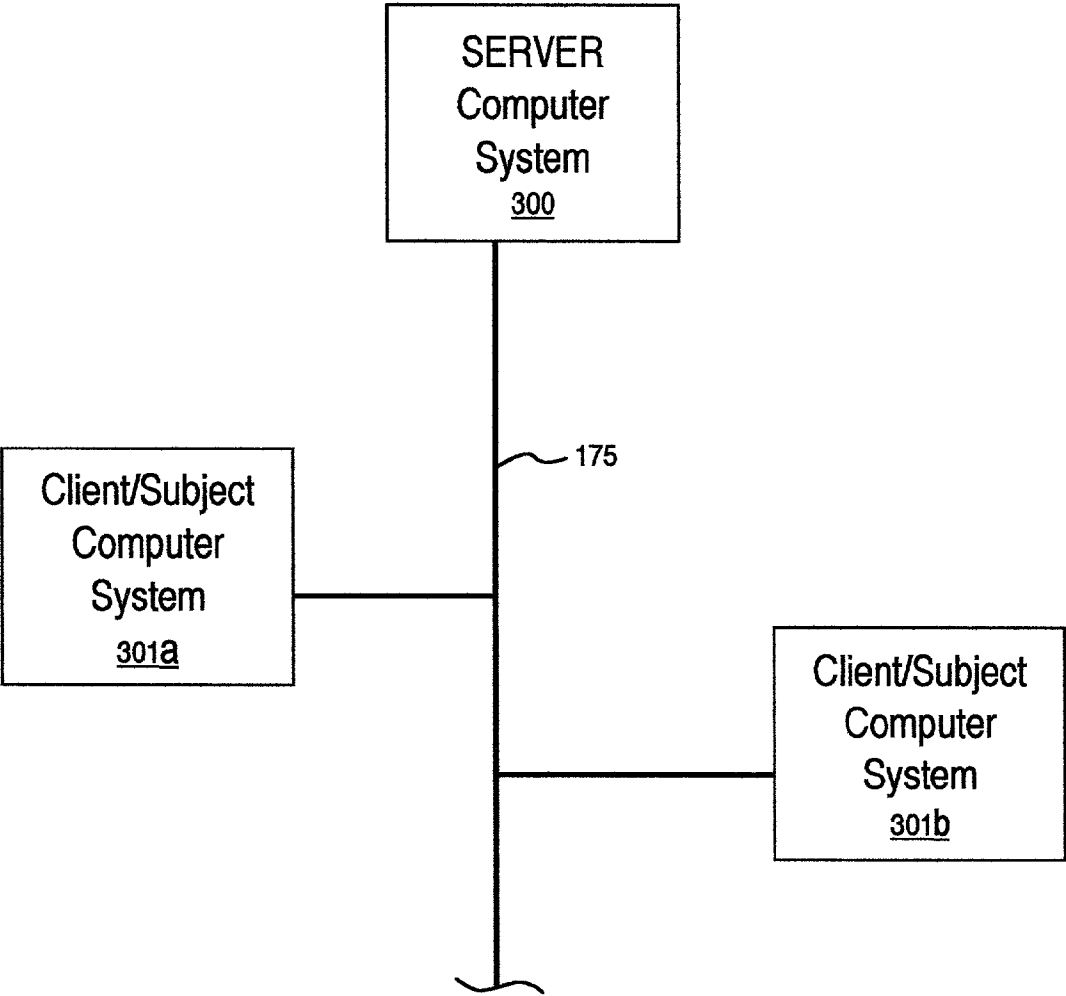 SERVER
Computer
System
300
175
Client/Subject
Computer
System
301a
Client/Subject
Computer
System
301b